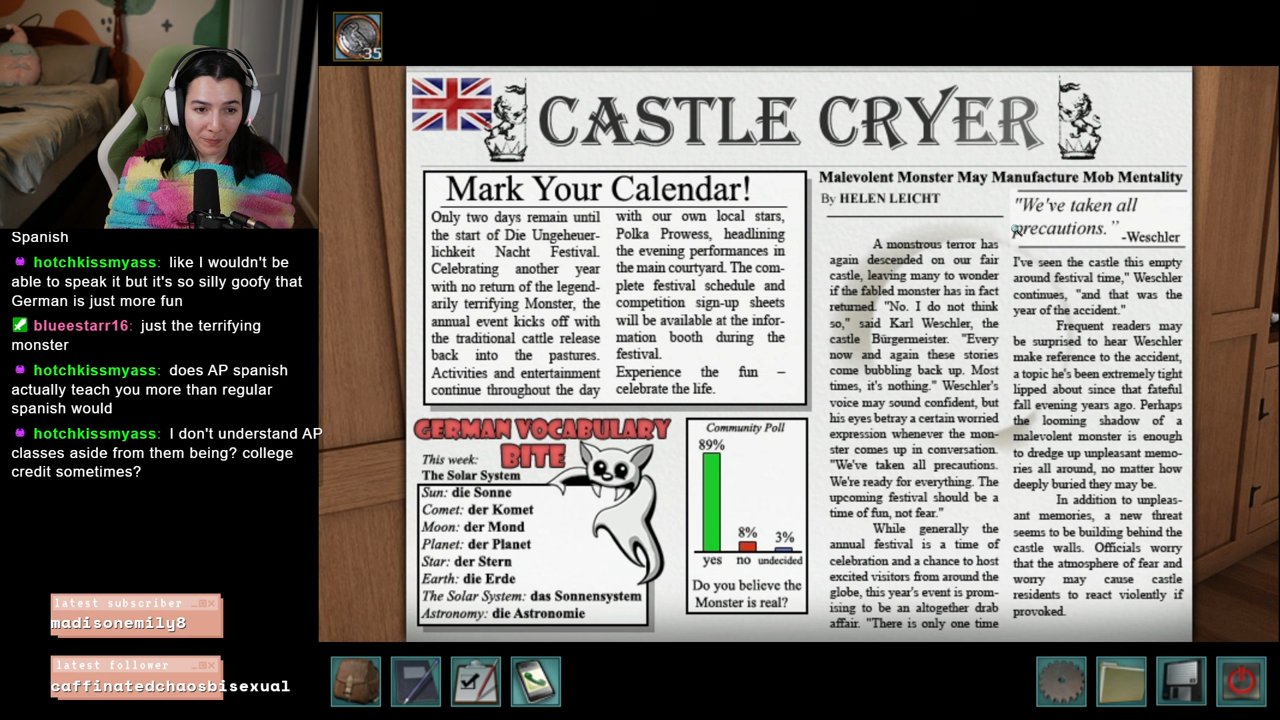 Spanish
hotchkissmyass: like I wouldn't be
able to speak it but it's so silly goofy that
German is just more fun
blueestarr16: just the terrifying
monster
hotchkissmyass: does AP spanish
actually teach you more than regular
spanish would
hotchkissmyass: I don't understand AP
classes aside from them being? college
credit sometimes?
latest subscriber
madisonemily8
latest follower
caffinatedchaosbisexual
35
CASTLE CRYER
Mark Your Calendar!
Only two days remain until
the start of Die Ungeheuer-
lichkeit Nacht Festival.
Celebrating another year
with no return of the legend-
arily terrifying Monster, the
annual event kicks off with
the traditional cattle release
back into the pastures.
Activities and entertainment
continue throughout the day
with our own local stars,
Polka Prowess, headlining
the evening performances in
the main courtyard. The com-
plete festival schedule and
competition sign-up sheets
will be available at the infor-
mation booth during the
festival.
Experience the fun –
celebrate the life.
GERMAN VOCABULARY
BITE
This week:
The Solar System
Sun: die Sonne
Comet: der Komet
Moon: der Mond
Planet: der Planet
Star: der Stern
Earth: die Erde
The Solar System: das Sonnensystem
Astronomy: die Astronomie
Community Poll
89%
8%
3%
yes no undecided
Do you believe the
Monster is real?
Malevolent Monster May Manufacture Mob Mentality
By HELEN LEICHT
"We've taken all
precautions."
-Weschler
A monstrous terror has
again descended on our fair
castle, leaving many to wonder
if the fabled monster has in fact
returned. "No. I do not think
so," said Karl Weschler, the
castle Bürgermeister. "Every
now and again these stories
come bubbling back up. Most
times, it's nothing." Weschler's
voice may sound confident, but
his eyes betray a certain worried
expression whenever the mon-
ster comes up in conversation.
"We've taken all precautions.
We're ready for everything. The
upcoming festival should be a
time of fun, not fear."
While generally the
annual festival is a time of
celebration and a chance to host
excited visitors from around the
globe, this year's event is prom-
ising to be an altogether drab
affair. "There is only one time
I've seen the castle this empty
around festival time," Weschler
continues, "and that was the
year of the accident."
Frequent readers may
be surprised to hear Weschler
make reference to the accident,
a topic he's been extremely tight
lipped about since that fateful
fall evening years ago. Perhaps
the looming shadow of a
malevolent monster is enough
to dredge up unpleasant memo-
ries all around, no matter how
deeply buried they may be.
In addition to unpleas-
ant memories, a new threat
seems to be building behind the
castle walls. Officials worry
that the atmosphere of fear and
worry may cause castle
residents to react violently if
provoked.